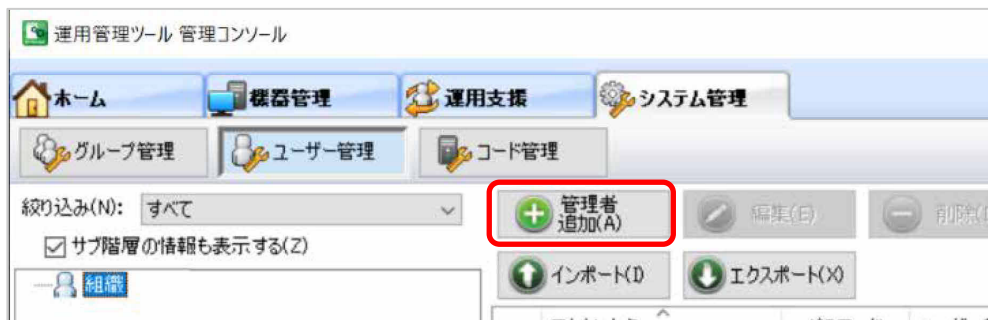 運用管理ツール 管理コンソール
ホーム 機器管理 運用支援 システム管理
グループ管理 ユーザー管理 コード管理
絞り込み(N): すべて
管理者
追加(A)
編集(E)
サブ階層の情報も表示する(Z)
インポート(I エクスポート(X)
組織